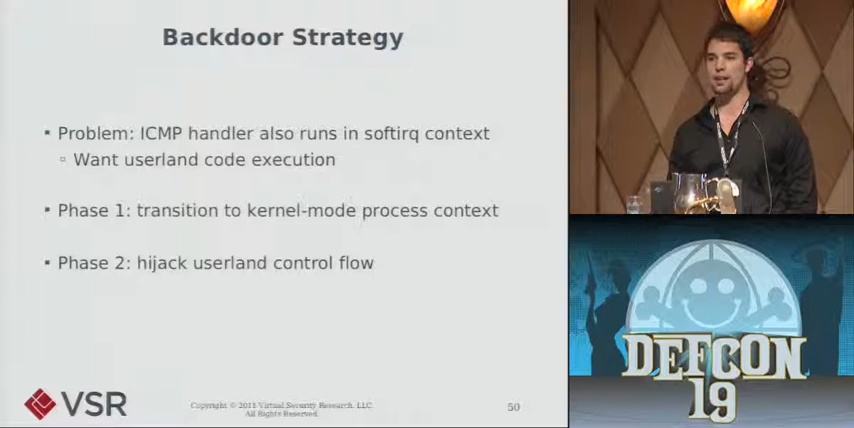 Backdoor Strategy
▪ Problem: ICMP handler also runs in softirq context
▫ Want userland code execution
▪ Phase 1: transition to kernel-mode process context
▪ Phase 2: hijack userland control flow
VSR
Copyright © 2011 Virtual Security Research, LLC.
All Rights Reserved.
50
DEFCON
19